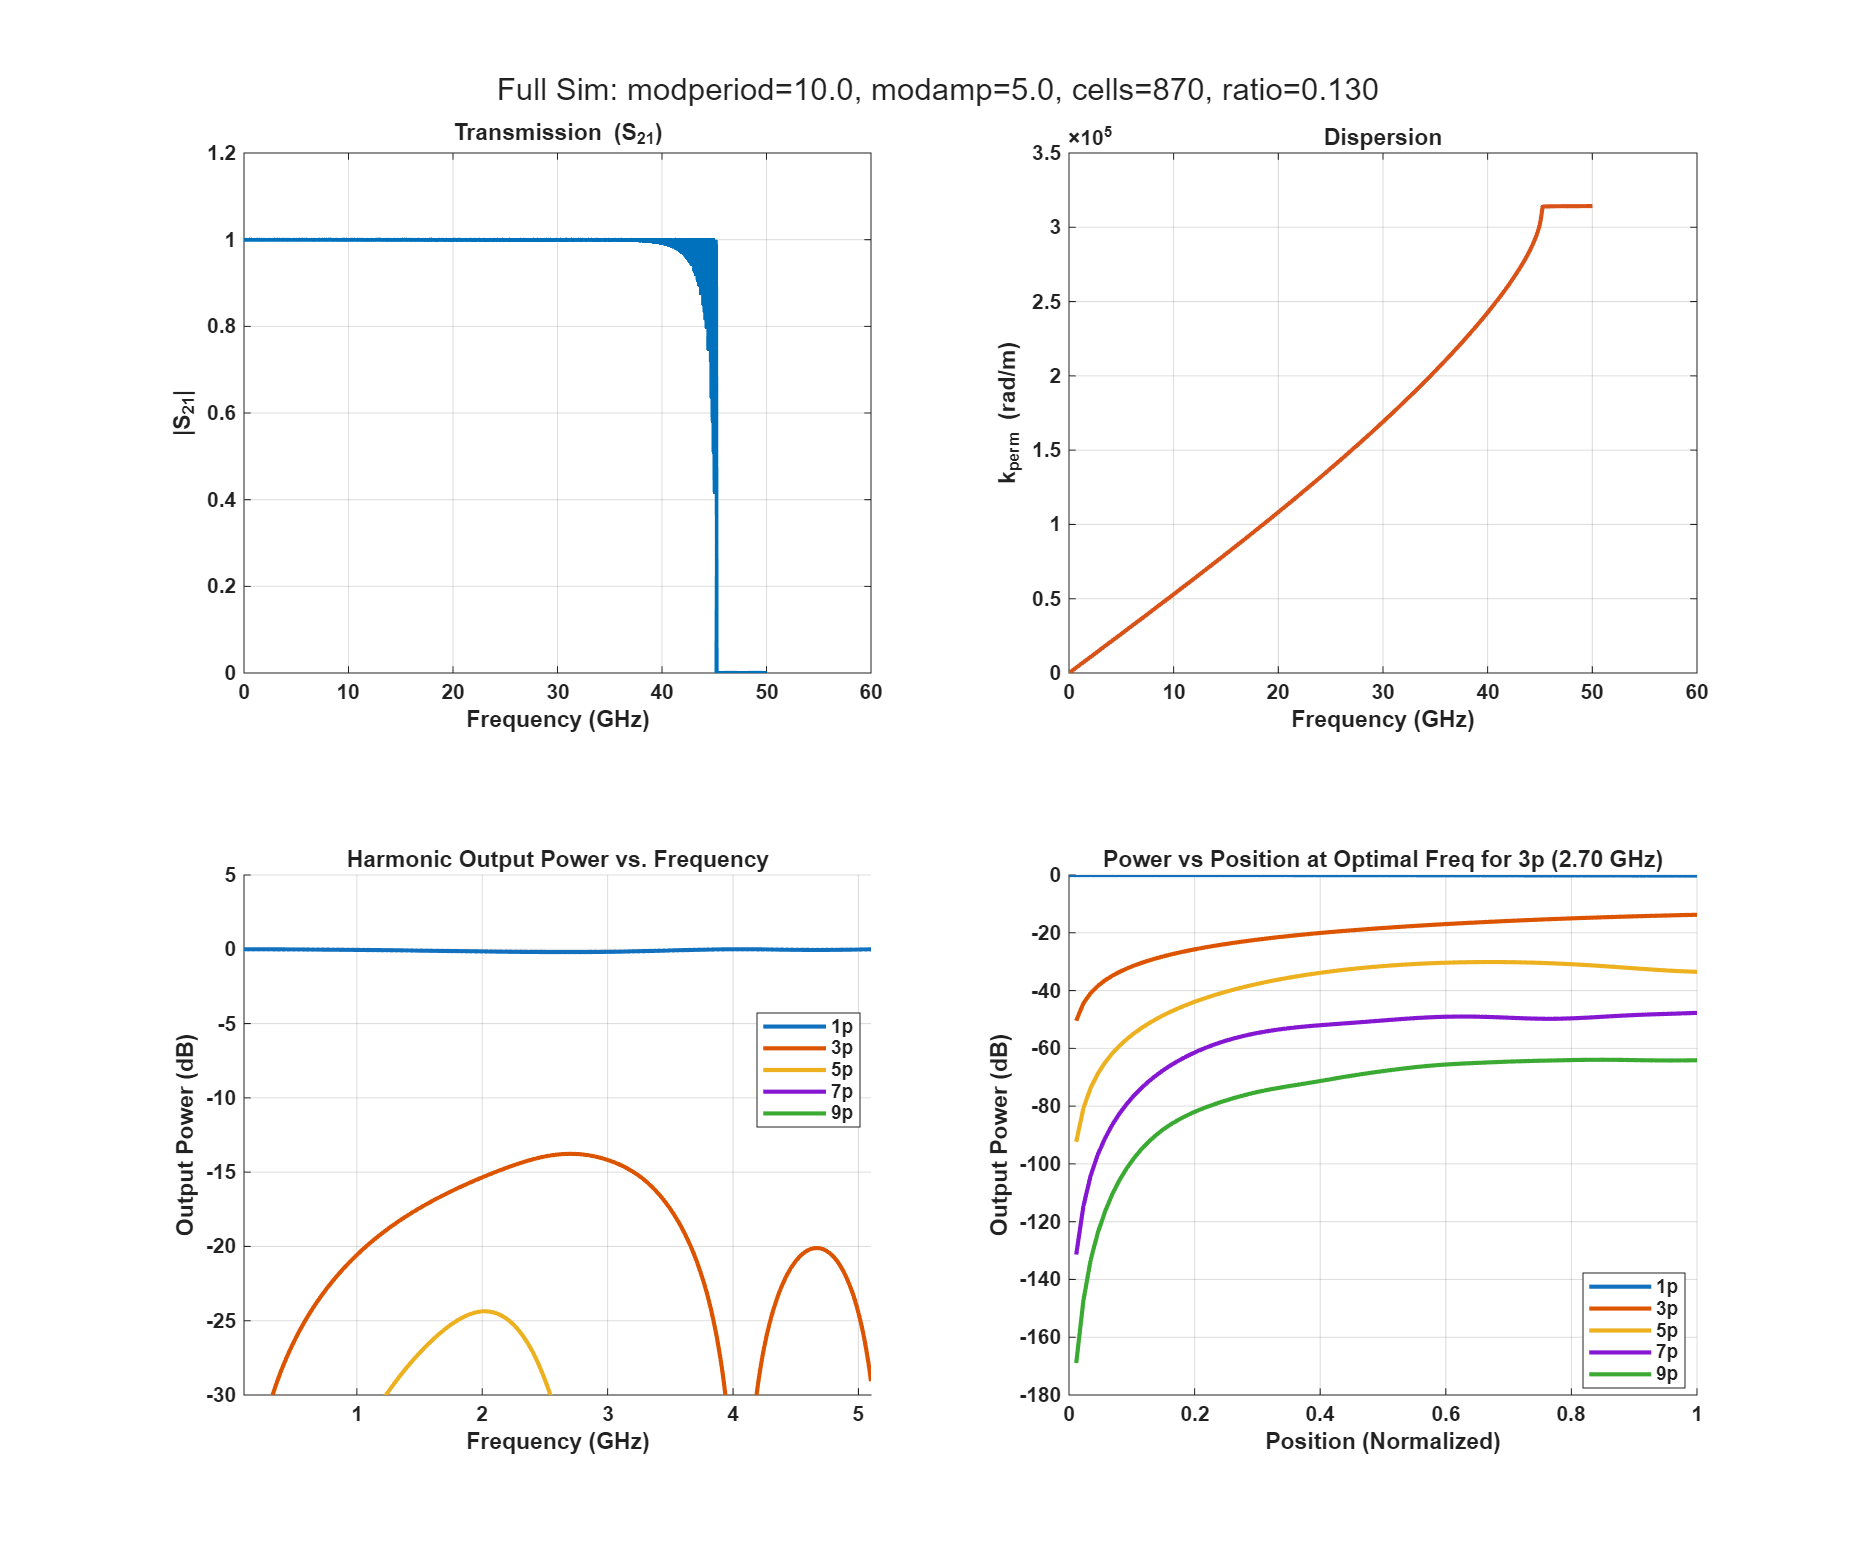 Full Sim: modperiod=10.0, modamp=5.0, cells=870, ratio=0.130
Transmission (S21)
1.2
1
0.8
0.6
0.4
0.2
0
|S21|
0 10 20 30 40 50 60
Frequency (GHz)
×10^5
Dispersion
3.5
3
2.5
2
1.5
1
0.5
0
kperm (rad/m)
0 10 20 30 40 50 60
Frequency (GHz)
Harmonic Output Power vs. Frequency
5
0
-5
-10
-15
-20
-25
-30
Output Power (dB)
1p
3p
5p
7p
9p
1 2 3 4 5
Frequency (GHz)
Power vs Position at Optimal Freq for 3p (2.70 GHz)
0
-20
-40
-60
-80
-100
-120
-140
-160
-180
Output Power (dB)
1p
3p
5p
7p
9p
0 0.2 0.4 0.6 0.8 1
Position (Normalized)